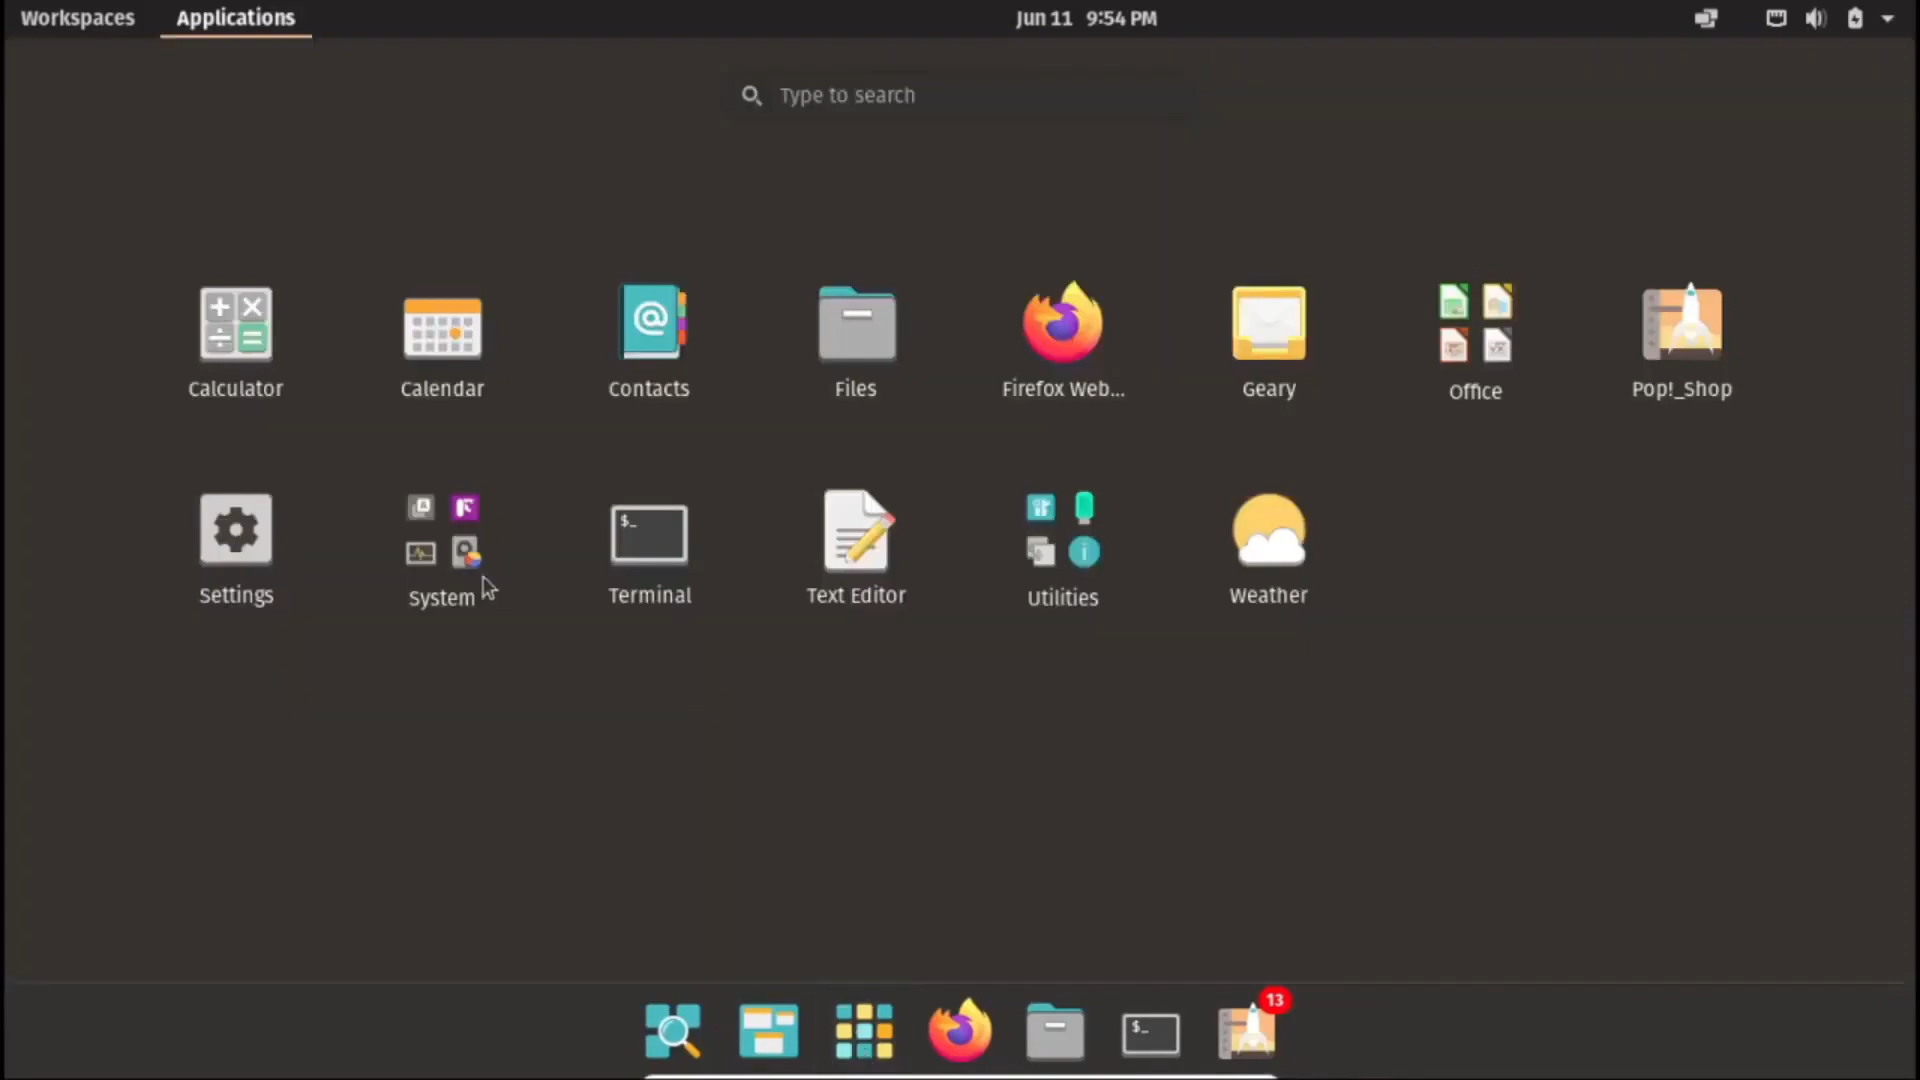 Workspaces Applications Jun 11 9:54 PM
Type to search
Calculator Calendar Contacts Files Firefox Web... Geary Office Pop!_Shop
$_
Settings System Terminal Text Editor Utilities Weather
13
$_